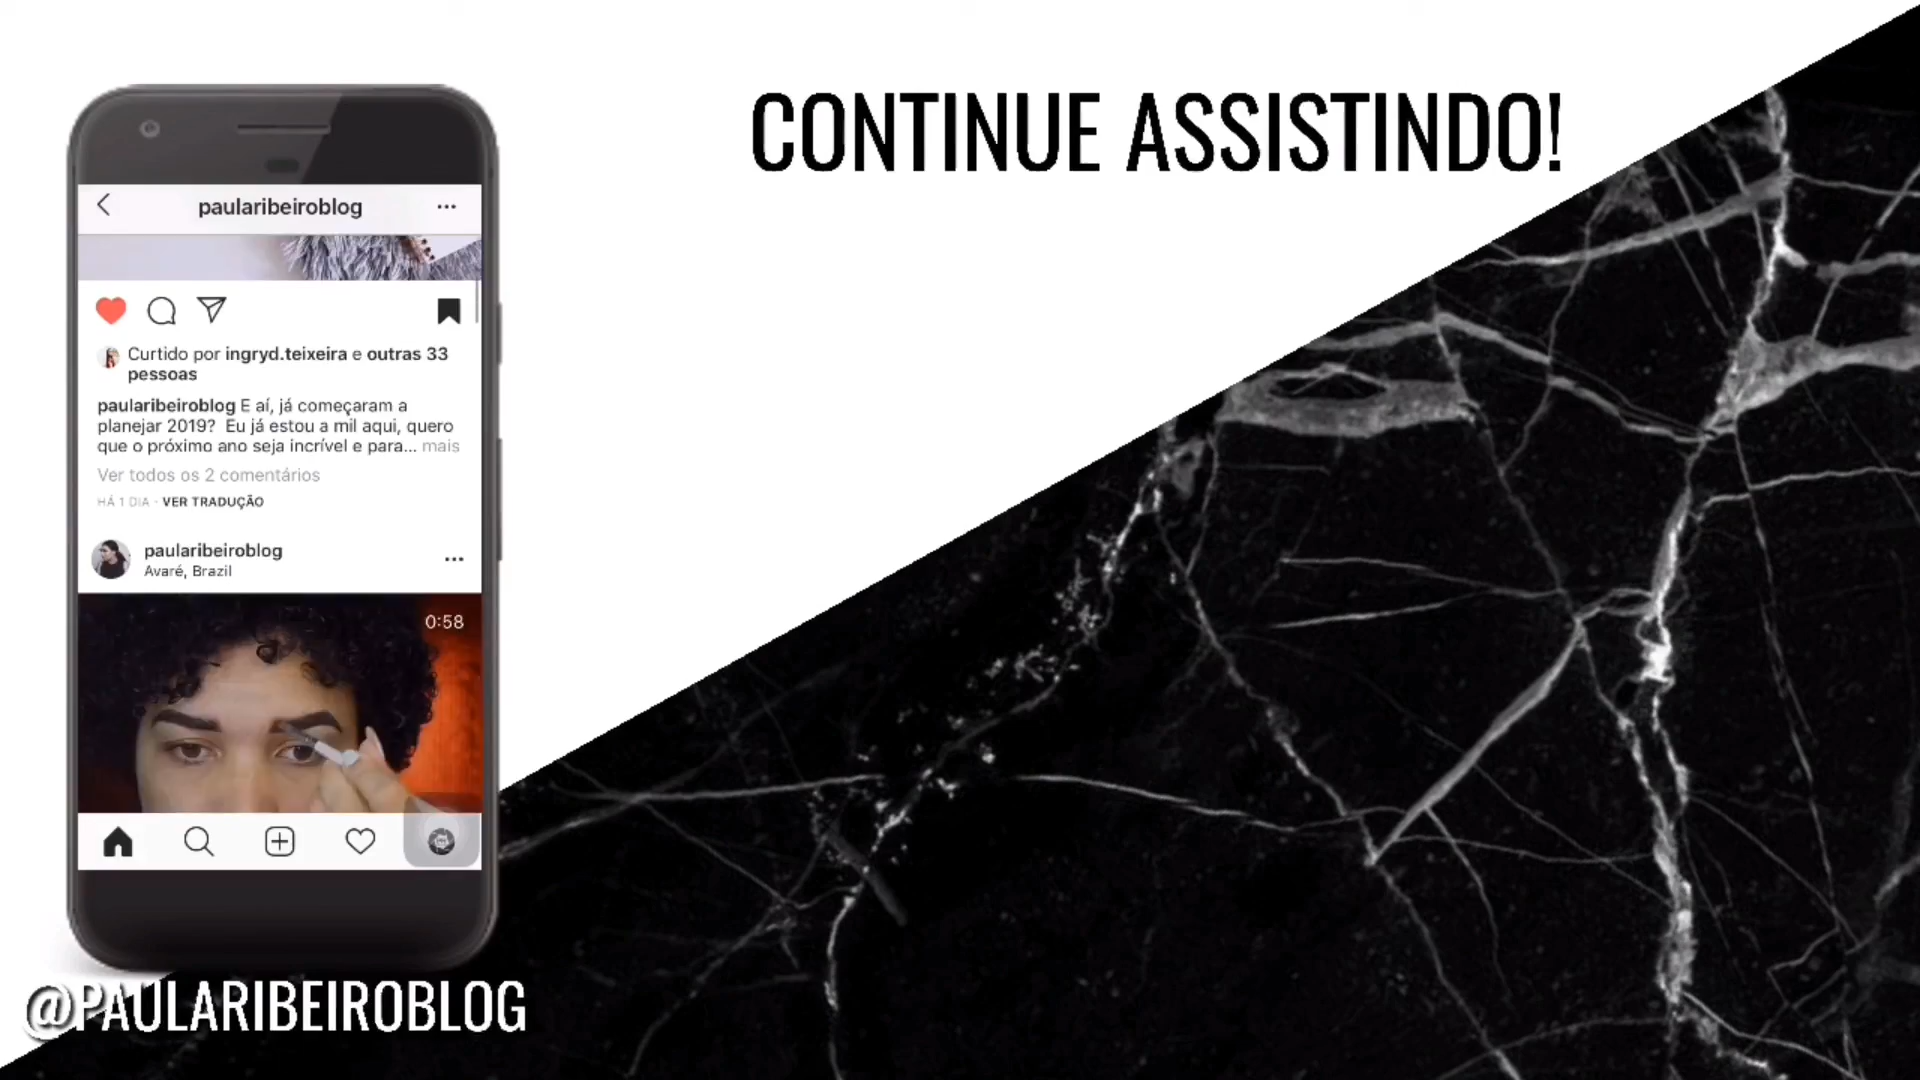 CONTINUE ASSISTINDO!
paularibeiroblog
Curtido por ingryd.teixeira e outras 33
pessoas
paularibeiroblog E aí, já começaram a
planejar 2019? Eu já estou a mil aqui, quero
que o próximo ano seja incrível e para... mais
Ver todos os 2 comentários
HÁ 1 DIA · VER TRADUÇÃO
paularibeiroblog
Avaré, Brazil
0:58
@PAULARIBEIROBLOG